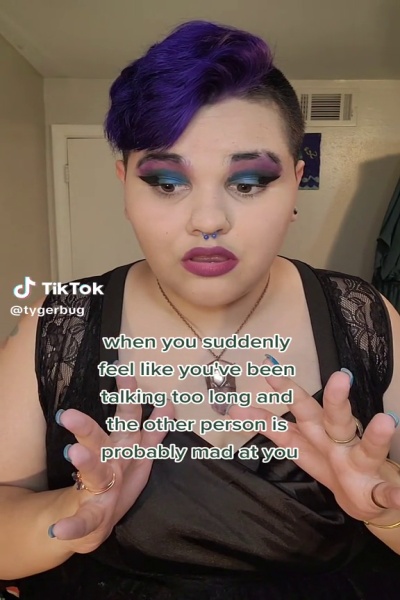 TikTok
@tygerbug
when you suddenly
feel like you've been
talking too long and
the other person is
probably mad at you